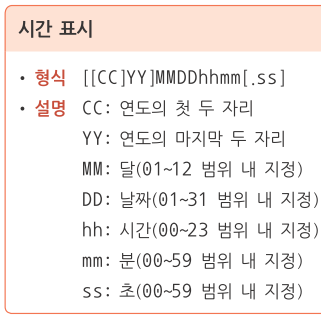 시간 표시
• 형식 [[CC]YY]MMDDhhmm[.ss]
• 설명 CC: 연도의 첫 두 자리
YY: 연도의 마지막 두 자리
MM: 달(01~12 범위 내 지정)
DD: 날짜(01~31 범위 내 지정)
hh: 시간(00~23 범위 내 지정)
mm: 분(00~59 범위 내 지정)
ss: 초(00~59 범위 내 지정)